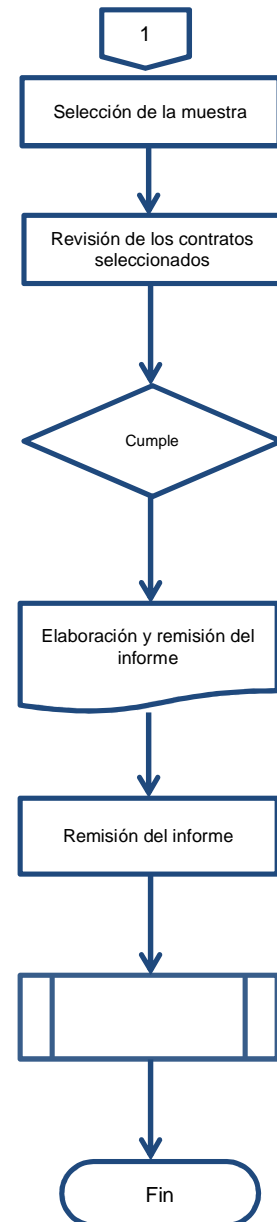 1
Selección de la muestra
Revisión de los contratos
seleccionados
Cumple
Elaboración y remisión del
informe
Remisión del informe
Fin